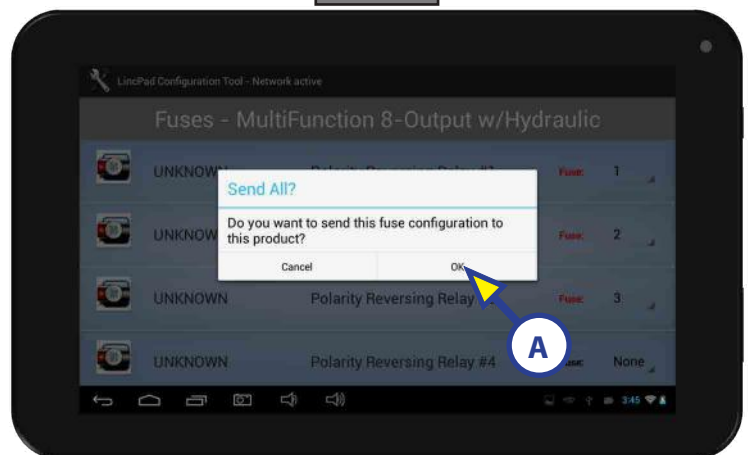 LincPad Configuration Tool - Network active
Fuses - MultiFunction 8-Output w/Hydraulic
UNKNOWN Fuse: 1
Send All?
Do you want to send this fuse configuration to
this product?
Cancel OK
UNKNOW Fuse: 2
UNKNOWN Polarity Reversing Relay Fuse: 3
A
UNKNOWN Polarity Reversing Relay #4 None
3:45